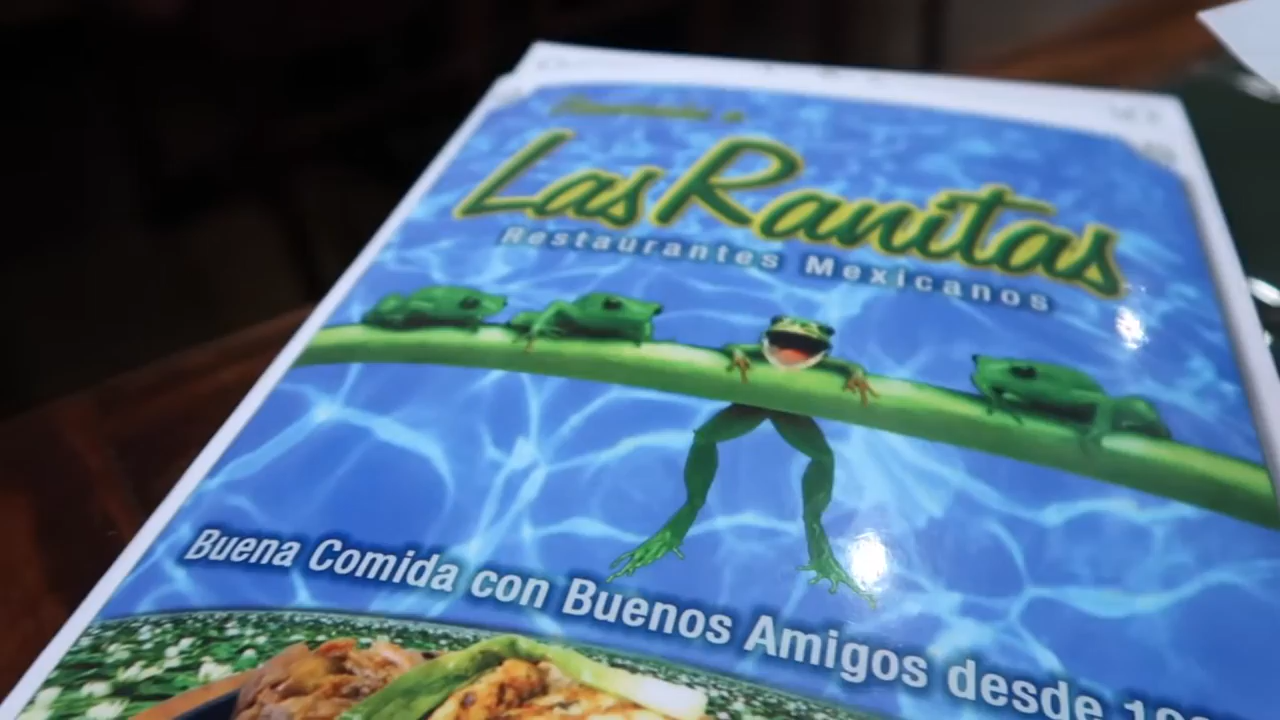 Las Ranitas
Restaurantes Mexicanos
Buena Comida con Buenos Amigos desde